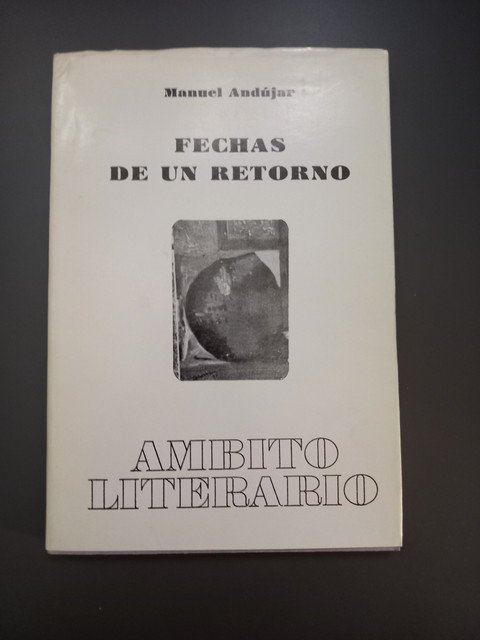 Manuel Andújar
FECHAS
DE UN RETORNO
AMBITO
LITERARIO